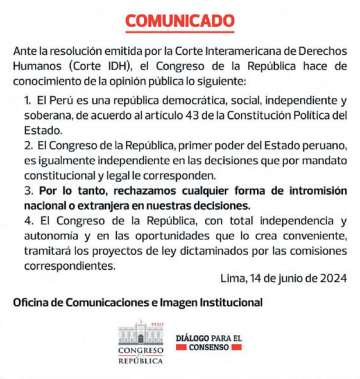 COMUNICADO
Ante la resolución emitida por la Corte Interamericana de Derechos
Humanos (Corte IDH), el Congreso de la República hace de
conocimiento de la opinión pública lo siguiente:
1. El Perú es una república democrática, social, independiente y
soberana, de acuerdo al artículo 43 de la Constitución Política del
Estado.
2. El Congreso de la República, primer poder del Estado peruano,
es igualmente independiente en las decisiones que por mandato
constitucional y legal le corresponden.
3. Por lo tanto, rechazamos cualquier forma de intromisión
nacional o extranjera en nuestras decisiones.
4. El Congreso de la República, con total independencia y
autonomía y en las oportunidades que lo crea conveniente,
tramitará los proyectos de ley dictaminados por las comisiones
correspondientes.
Lima, 14 de junio de 2024
Oficina de Comunicaciones e Imagen Institucional
PERÚ
CONGRESO
REPÚBLICA
DIÁLOGO PARA EL
CONSENSO